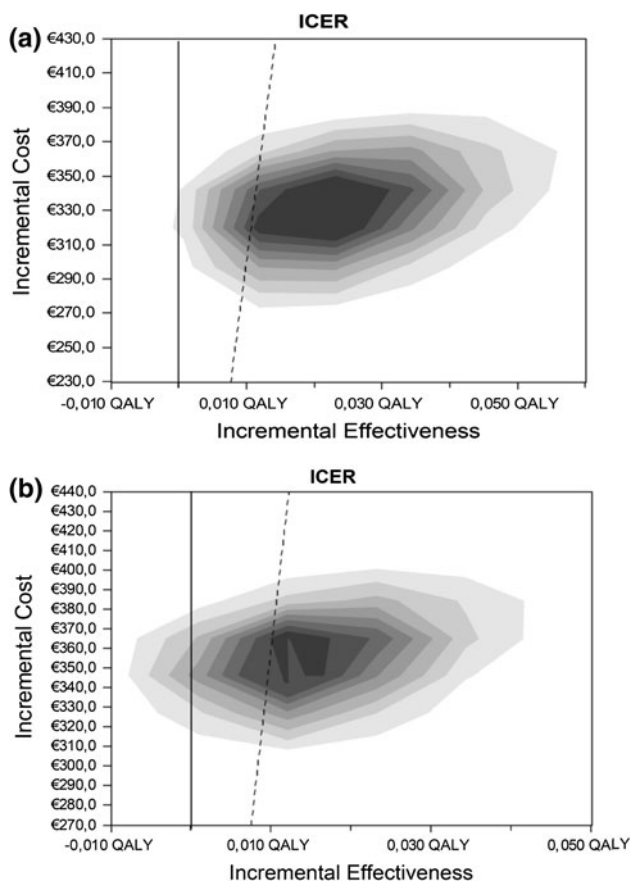 ICER
(a)
€430,0
€410,0
€390,0
€370,0
€350,0
€330,0
€310,0
€290,0
€270,0
€250,0
€230,0
Incremental Cost
-0,010 QALY 0,010 QALY 0,030 QALY 0,050 QALY
Incremental Effectiveness
ICER
(b)
€440,0
€430,0
€420,0
€410,0
€400,0
€390,0
€380,0
€370,0
€360,0
€350,0
€340,0
€330,0
€320,0
€310,0
€300,0
€290,0
€280,0
€270,0
Incremental Cost
-0,010 QALY 0,010 QALY 0,030 QALY 0,050 QALY
Incremental Effectiveness